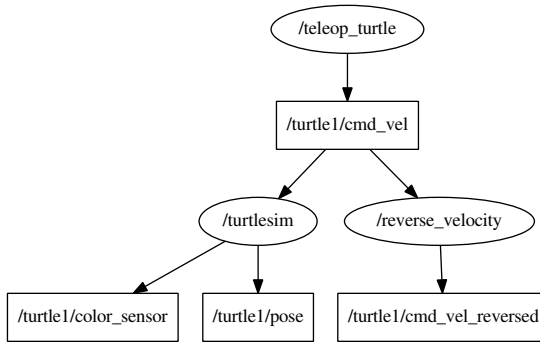 /teleop_turtle
/turtle1/cmd_vel
/turtlesim
/reverse_velocity
/turtle1/color_sensor
/turtle1/pose
/turtle1/cmd_vel_reversed